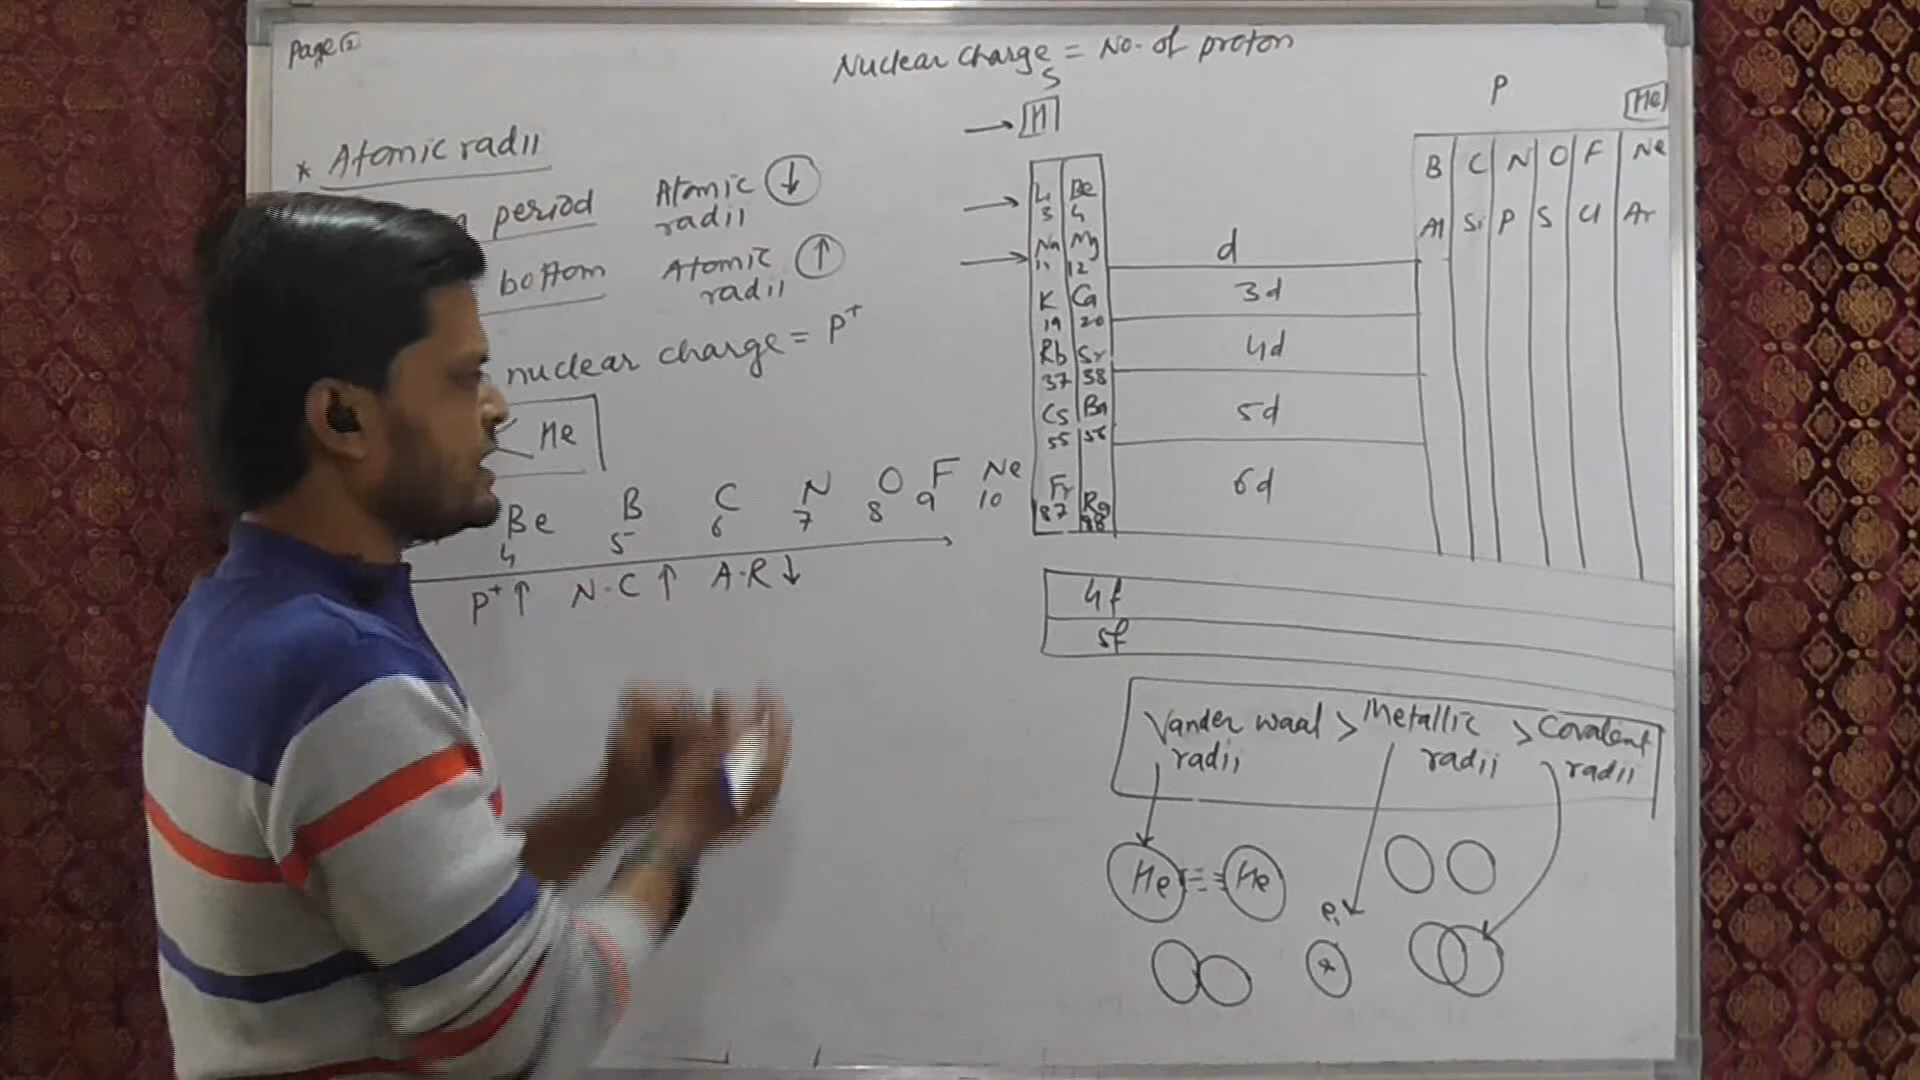 Page 2
Nuclear charge = No. of proton
* Atomic radii
period Atomic radii ↓
bottom Atomic radii ↑
nuclear charge = P+
He
Be B C N O F Ne
4 5 6 7 8 9 10
P+ ↑ N.C ↑ A.R ↓
S
H
Li Be
3 4
Na Mg
11 12
K Ca
19 20
Rb Sr
37 38
Cs Ba
55 56
Fr Ra
87 88
d
3d
4d
5d
6d
P
He
B C N O F Ne
Al Si P S Cl Ar
4f
5f
Vander waal > Metallic > Covalent
radii radii radii
He He